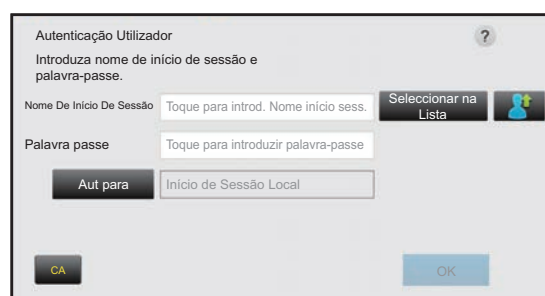 Autenticação Utilizador
?
Introduza nome de início de sessão e
palavra-passe.
Nome De Início De Sessão
Toque para introd. Nome início sess.
Seleccionar na
Lista
Palavra passe
Toque para introduzir palavra-passe
Aut para
Início de Sessão Local
CA
OK